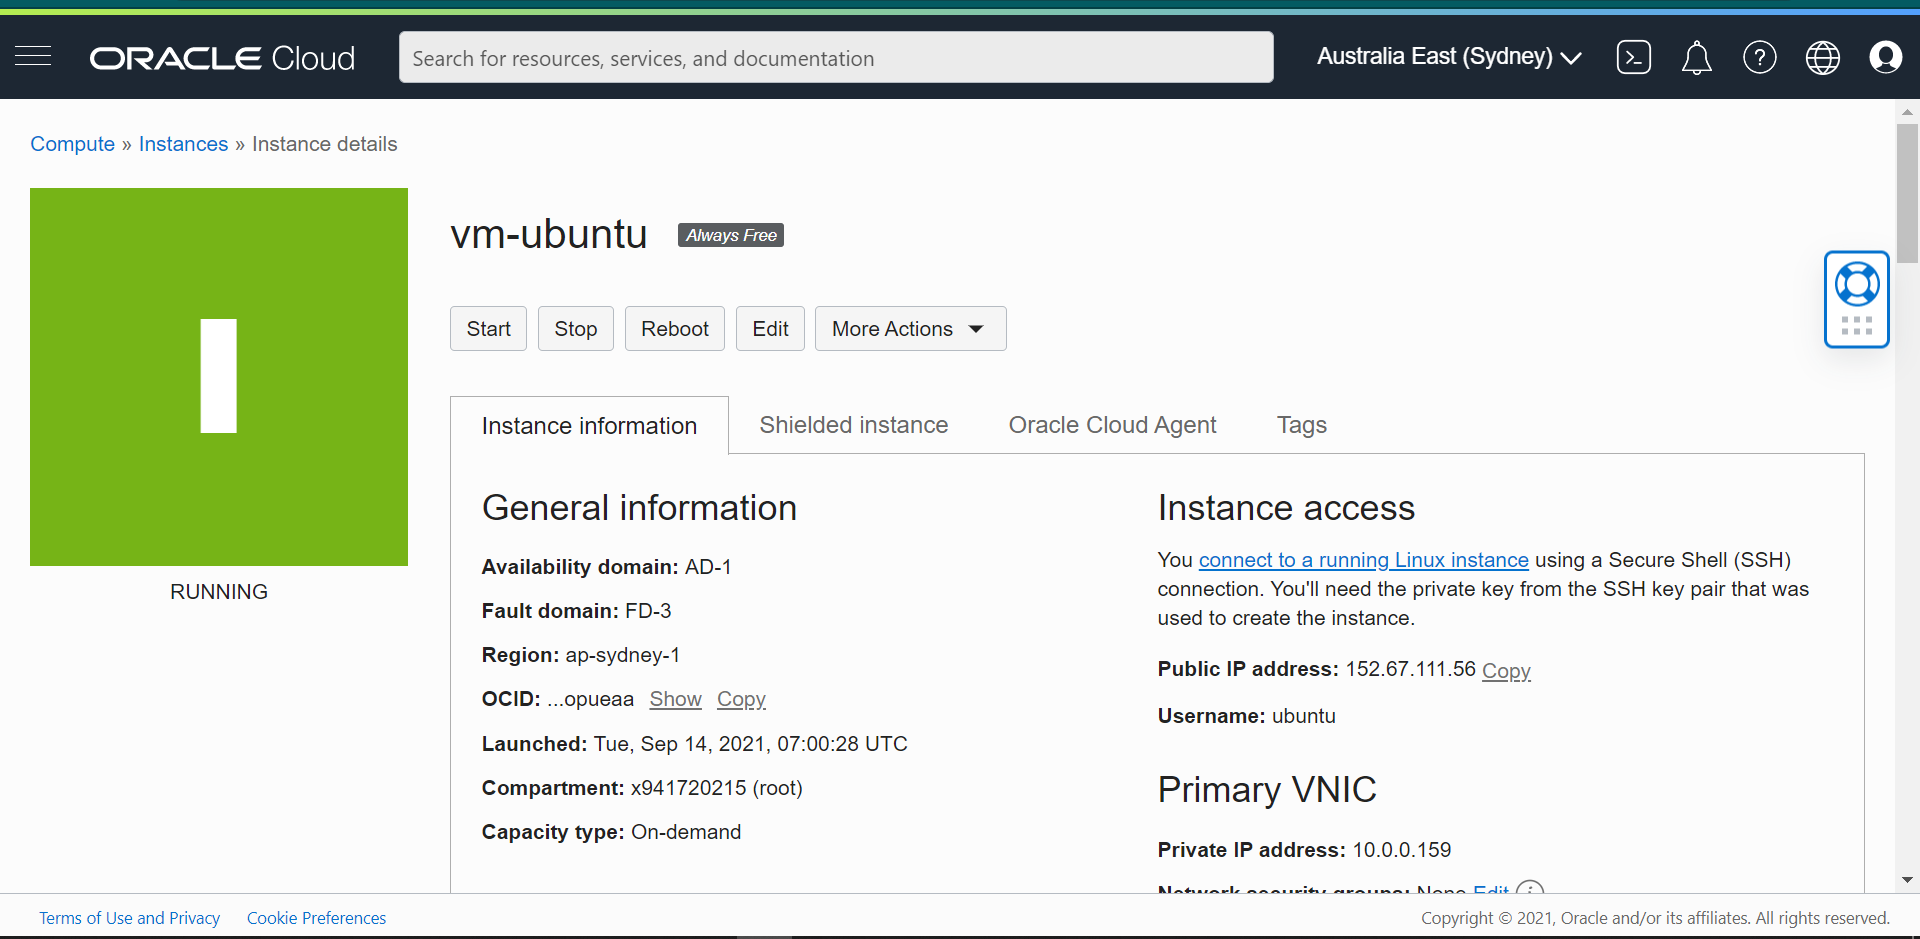 ORACLE Cloud
Search for resources, services, and documentation
Australia East (Sydney)
Compute » Instances » Instance details
RUNNING
vm-ubuntu Always Free
Start Stop Reboot Edit More Actions
Instance information Shielded instance Oracle Cloud Agent Tags
General information
Availability domain: AD-1
Fault domain: FD-3
Region: ap-sydney-1
OCID: ...opueaa Show Copy
Launched: Tue, Sep 14, 2021, 07:00:28 UTC
Compartment: x941720215 (root)
Capacity type: On-demand
Instance access
You connect to a running Linux instance using a Secure Shell (SSH)
connection. You'll need the private key from the SSH key pair that was
used to create the instance.
Public IP address: 152.67.111.56 Copy
Username: ubuntu
Primary VNIC
Private IP address: 10.0.0.159
Network security groups: None Edit
Terms of Use and Privacy Cookie Preferences
Copyright © 2021, Oracle and/or its affiliates. All rights reserved.